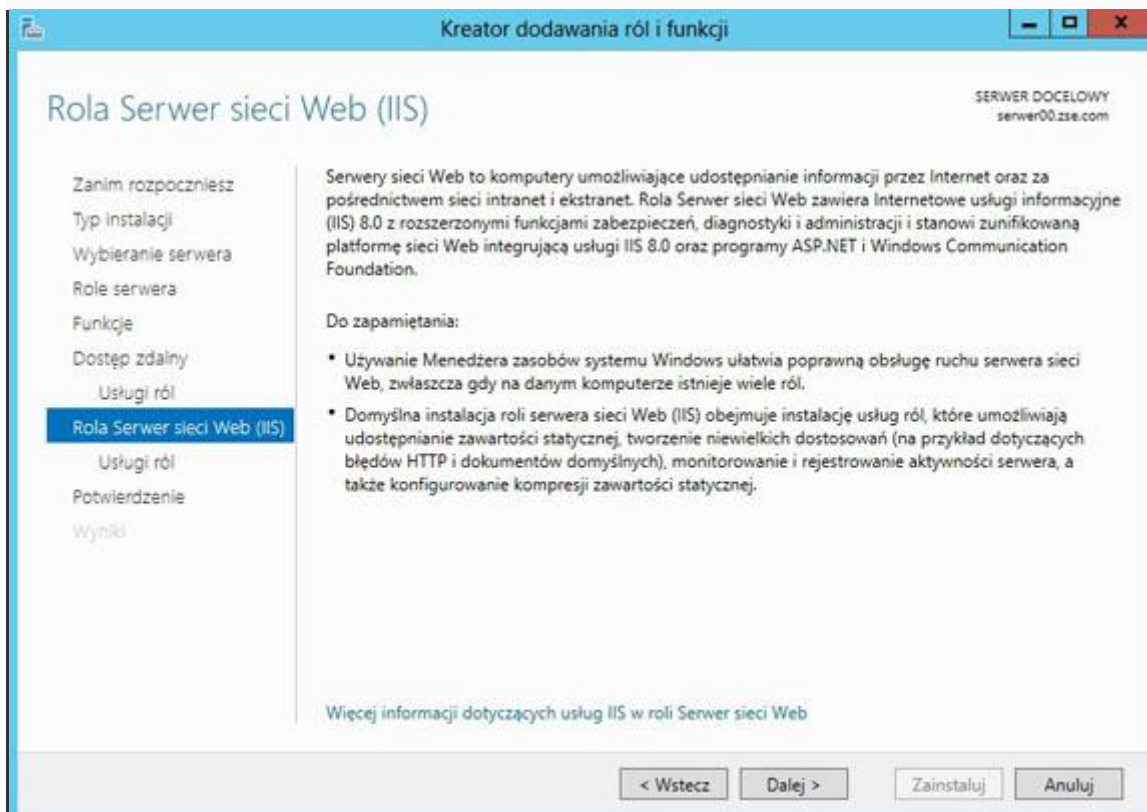 Kreator dodawania ról i funkcji
Rola Serwer sieci Web (IIS)
SERWER DOCELOWY
serwer00.zse.com
Zanim rozpoczniesz
Typ instalacji
Wybieranie serwera
Role serwera
Funkcje
Dostęp zdalny
Usługi ról
Rola Serwer sieci Web (IIS)
Usługi ról
Potwierdzenie
Wyniki
Serwery sieci Web to komputery umożliwiające udostępnianie informacji przez Internet oraz za
pośrednictwem sieci intranet i ekstranet. Rola Serwer sieci Web zawiera Internetowe usługi informacyjne
(IIS) 8.0 z rozszerzonymi funkcjami zabezpieczeń, diagnostyki i administracji i stanowi zunifikowaną
platformę sieci Web integrującą usługi IIS 8.0 oraz programy ASP.NET i Windows Communication
Foundation.
Do zapamiętania:
• Używanie Menedżera zasobów systemu Windows ułatwia poprawną obsługę ruchu serwera sieci
Web, zwłaszcza gdy na danym komputerze istnieje wiele ról.
• Domyślna instalacja roli serwera sieci Web (IIS) obejmuje instalację usług ról, które umożliwiają
udostępnianie zawartości statycznej, tworzenie niewielkich dostosowań (na przykład dotyczących
błędów HTTP i dokumentów domyślnych), monitorowanie i rejestrowanie aktywności serwera, a
także konfigurowanie kompresji zawartości statycznej.
Więcej informacji dotyczących usług IIS w roli Serwer sieci Web
< Wstecz
Dalej >
Zainstaluj
Anuluj